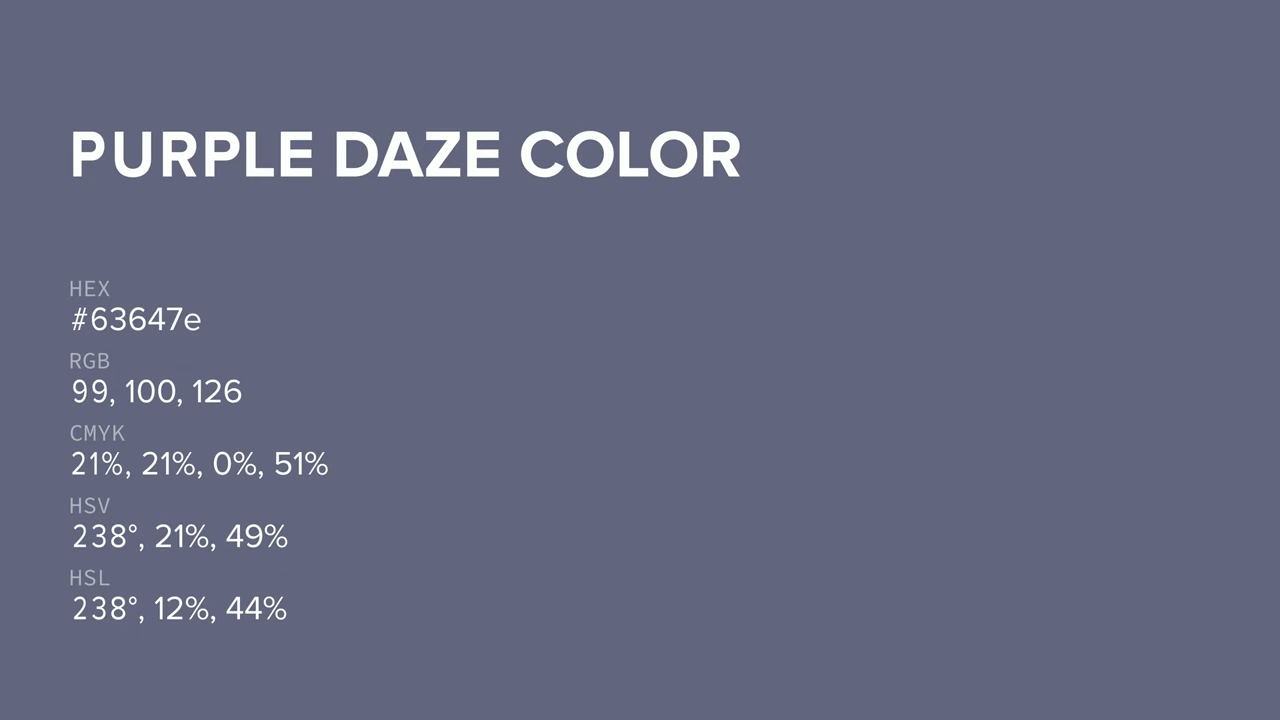 PURPLE DAZE COLOR
HEX
#63647e
RGB
99, 100, 126
CMYK
21%, 21%, 0%, 51%
HSV
238°, 21%, 49%
HSL
238°, 12%, 44%